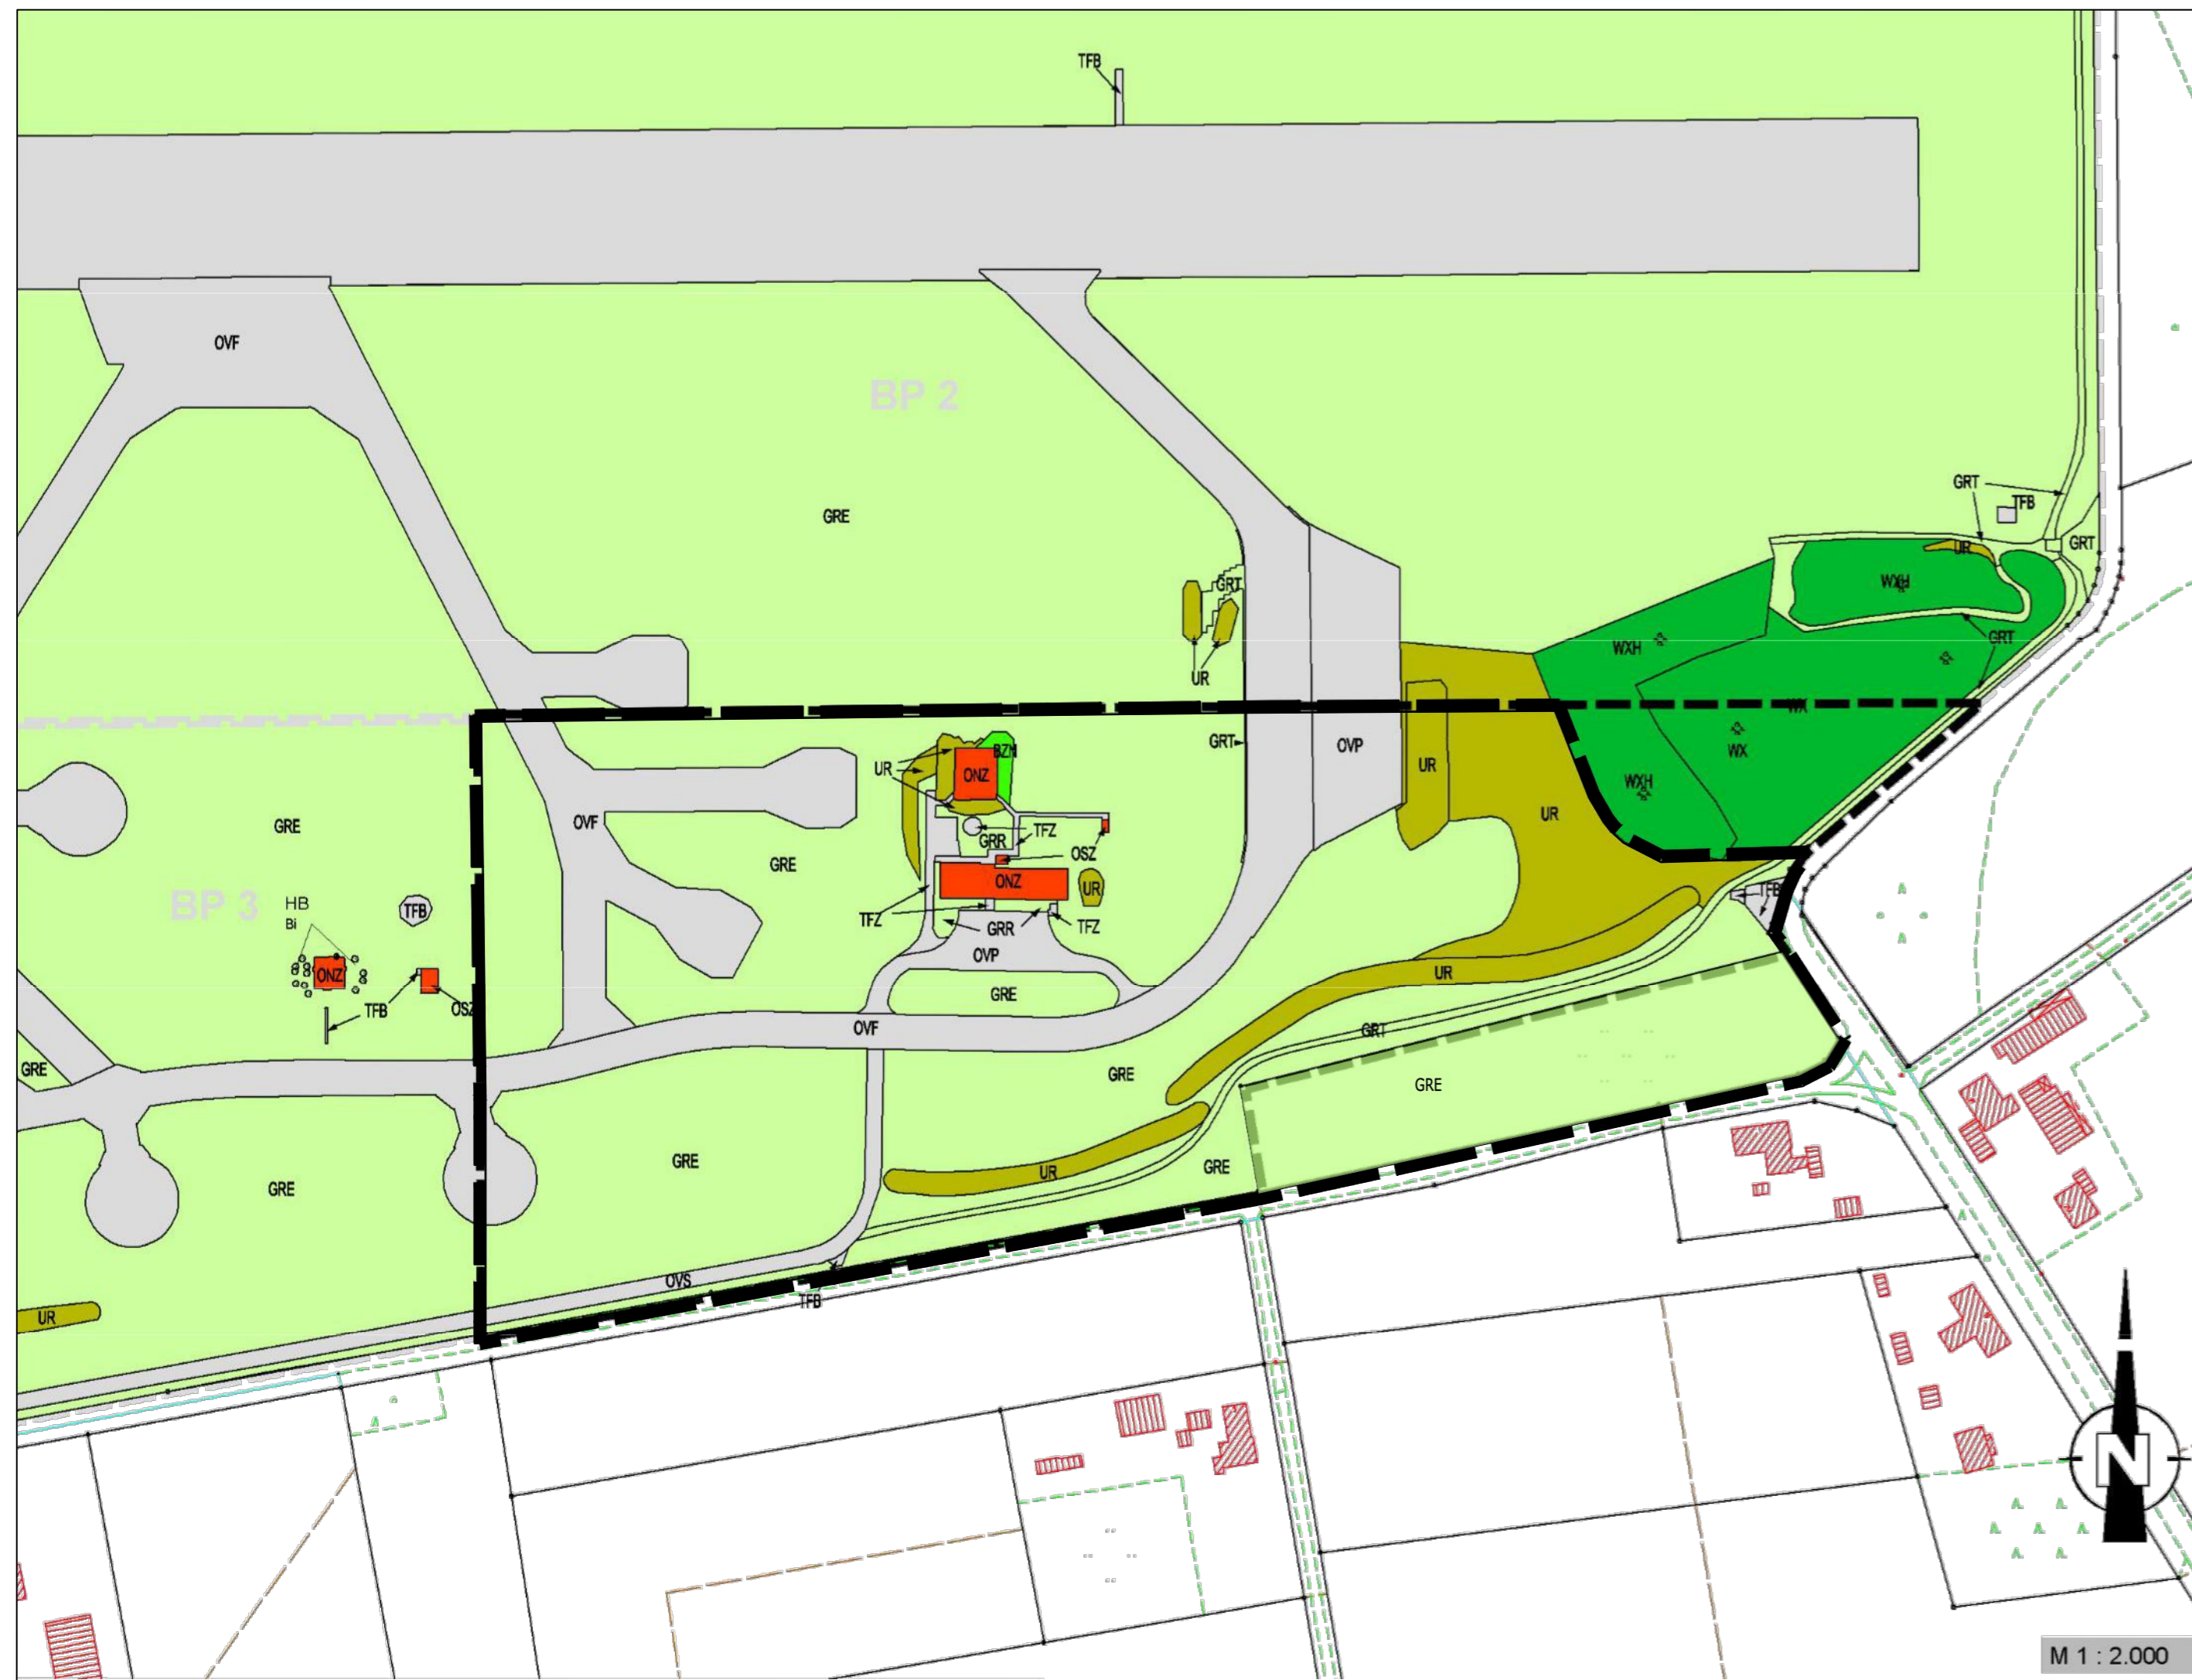 TFB
OVF
BP 2
GRE
GRT
TFB
GRT
UR
WXH
GRT
UR
GRT
WXH
WX
GRT
OVP
UR
BZN
ONZ
UR
WX
WXH
UR
GRE
OVF
GRE
TFZ
GRR
OSZ
ONZ
UR
BP 3
HB
Bi
TFB
TFZ
GRR
TFZ
TFB
OVP
ONZ
UR
GRE
TFB
OSZ
OVF
GRT
GRE
GRE
GRE
GRE
GRE
UR
GRE
GRE
OVS
TFB
UR
N
M 1 : 2.000